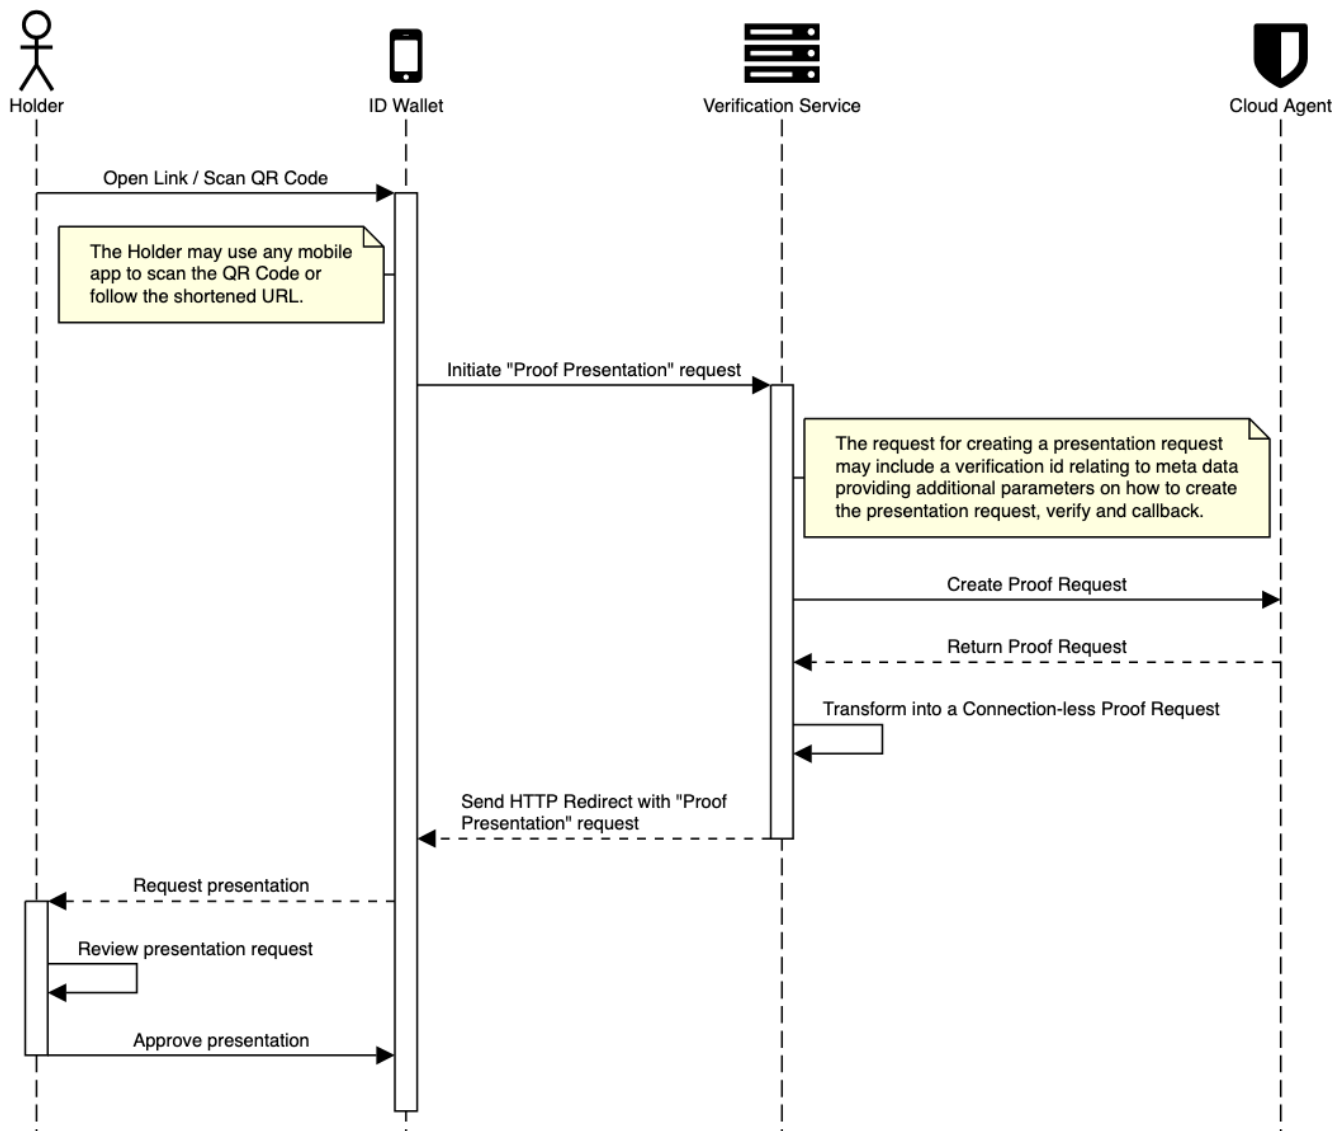 Holder
ID Wallet
Verification Service
Cloud Agent
Open Link / Scan QR Code
The Holder may use any mobile
app to scan the QR Code or
follow the shortened URL.
Initiate "Proof Presentation" request
The request for creating a presentation request
may include a verification id relating to meta data
providing additional parameters on how to create
the presentation request, verify and callback.
Create Proof Request
Return Proof Request
Transform into a Connection-less Proof Request
Send HTTP Redirect with "Proof
Presentation" request
Request presentation
Review presentation request
Approve presentation